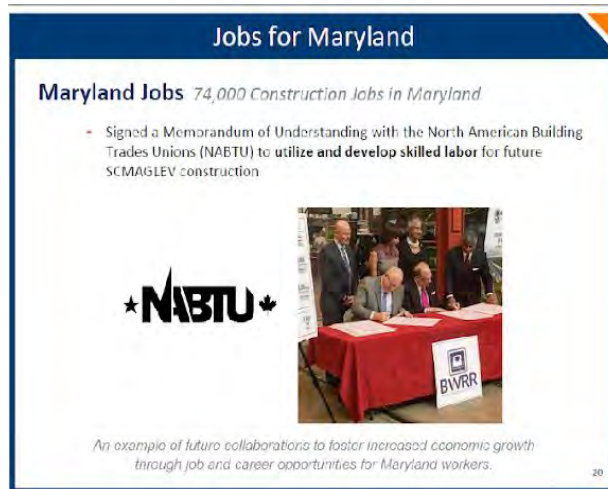 Jobs for Maryland
Maryland Jobs 74,000 Construction Jobs in Maryland
- Signed a Memorandum of Understanding with the North American Building
Trades Unions (NABTU) to utilize and develop skilled labor for future
SCMAGLEV construction
NABTU
BWRR
An example of future collaborations to foster increased economic growth
through job and career opportunities for Maryland workers.
20